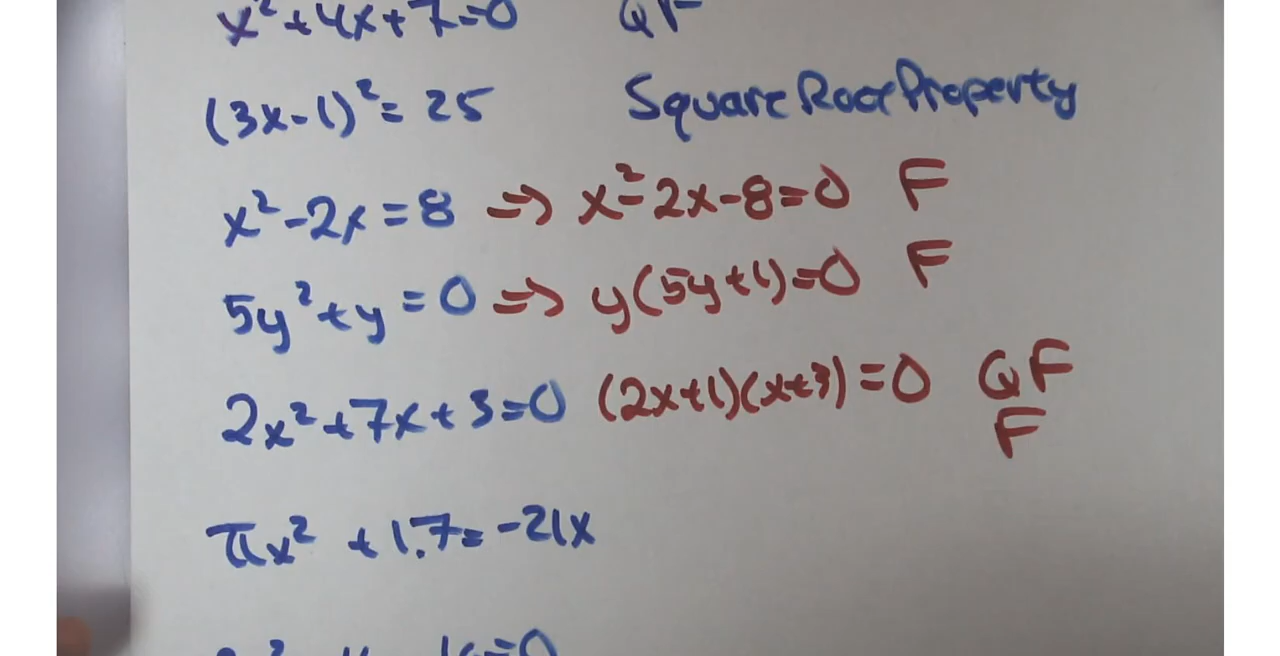 x²+4x+7=0 QF
(3x-1)²=25 Square Root Property
x²-2x=8 => x²-2x-8=0 F
5y²+y=0 => y(5y+1)=0 F
2x²+7x+3=0 (2x+1)(x+3)=0 QF
F
πx²+1.7=-21x